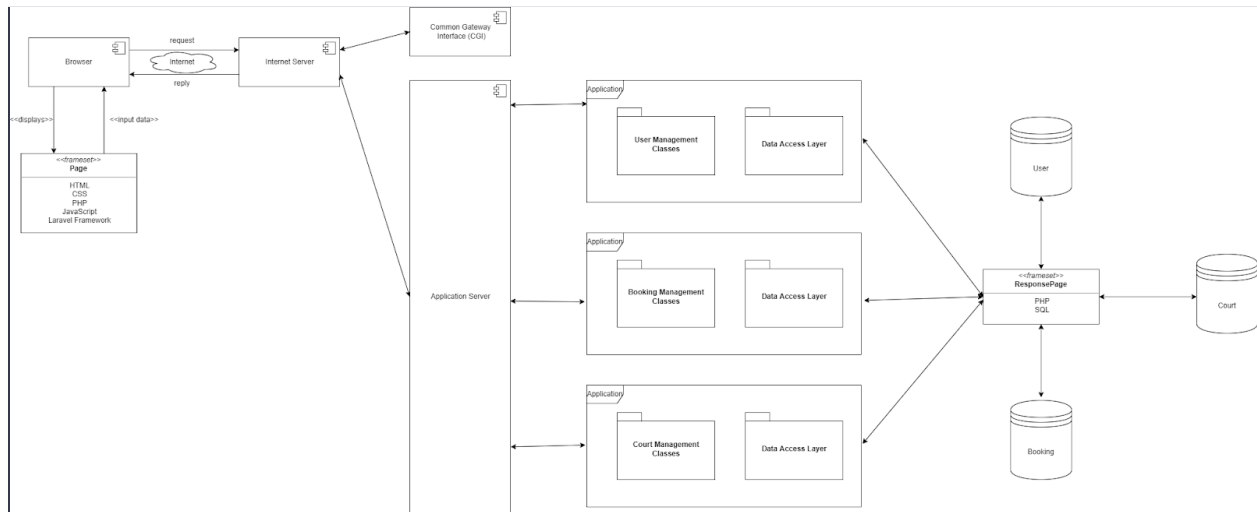 Browser
request
Internet
reply
Internet Server
Common Gateway
Interface (CGI)
<<displays>>
<<input data>>
<<frameset>>
Page
HTML
CSS
PHP
JavaScript
Laravel Framework
Application Server
Application
User Management
Classes
Data Access Layer
Application
Booking Management
Classes
Data Access Layer
Application
Court Management
Classes
Data Access Layer
User
<<frameset>>
ResponsePage
PHP
SQL
Court
Booking